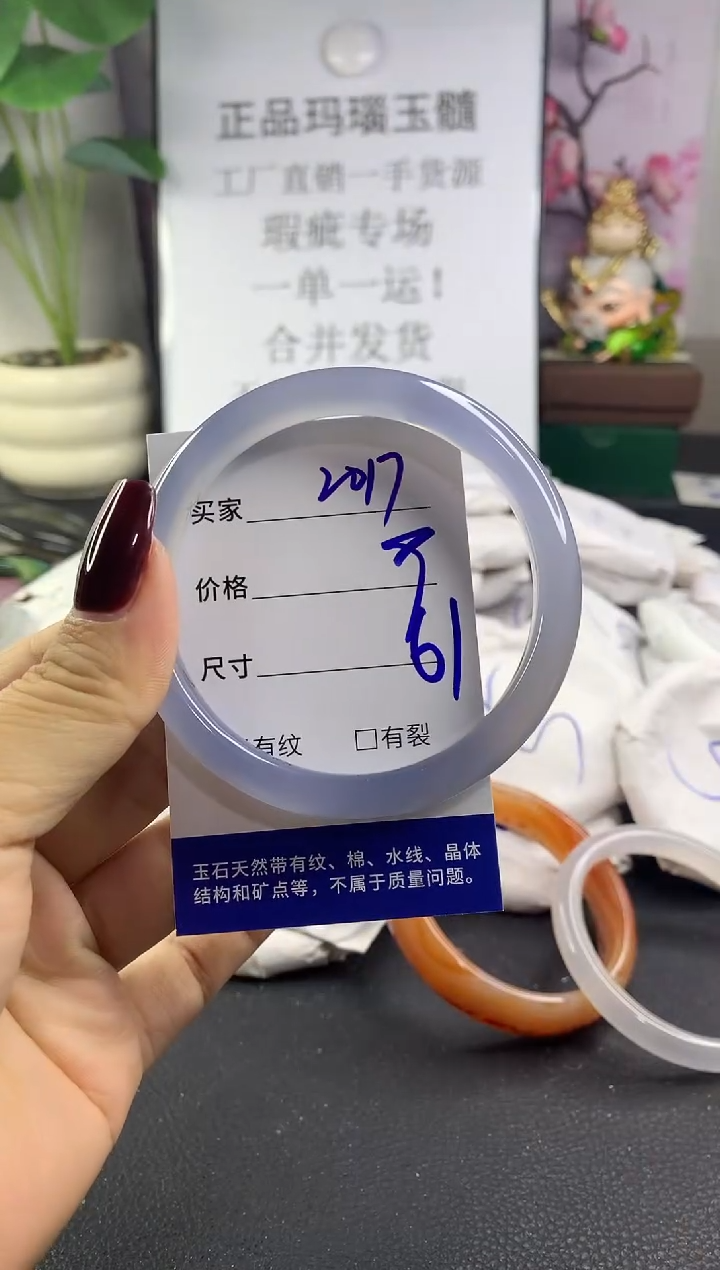 正品玛瑙玉髓
工厂直销一手货源
瑕疵专场
一单一运！
合并发货
买家 2017
价格
尺寸 61
有纹 □有裂
玉石天然带有纹、棉、水线、晶体
结构和矿点等，不属于质量问题。